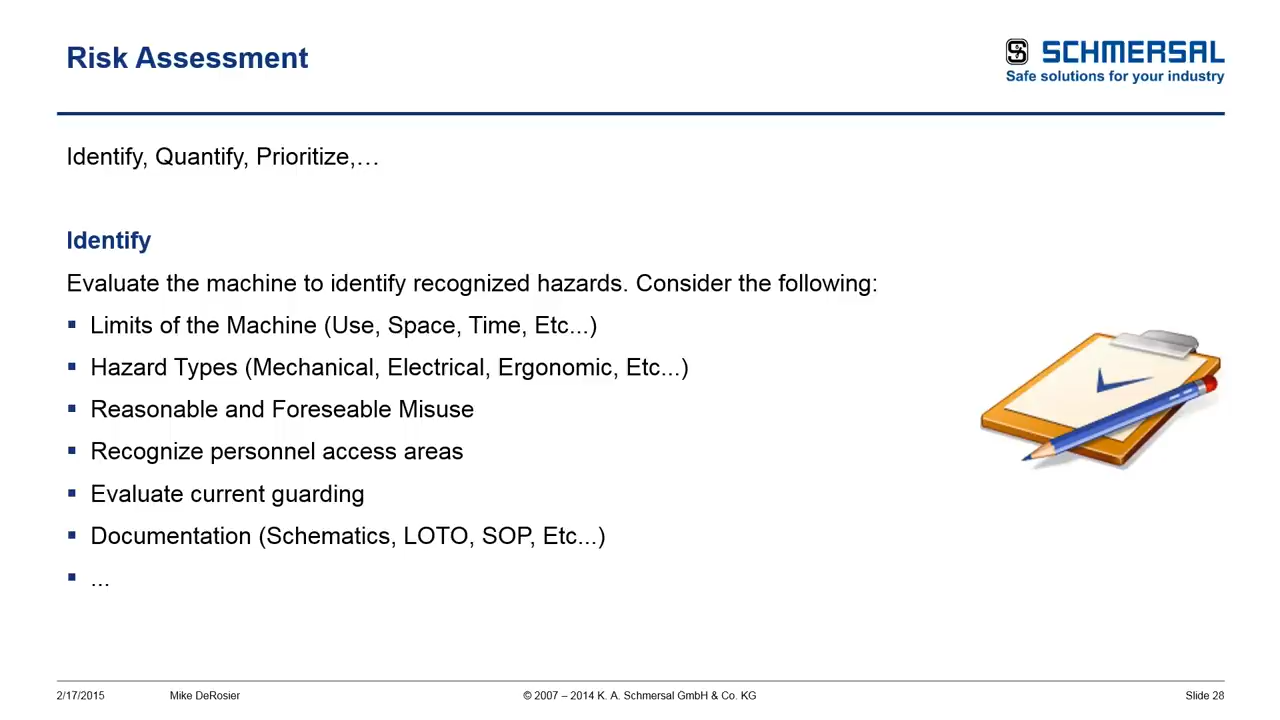 Risk Assessment
SCHMERSAL
Safe solutions for your industry
Identify, Quantify, Prioritize,…
Identify
Evaluate the machine to identify recognized hazards. Consider the following:
▪ Limits of the Machine (Use, Space, Time, Etc...)
▪ Hazard Types (Mechanical, Electrical, Ergonomic, Etc...)
▪ Reasonable and Foreseable Misuse
▪ Recognize personnel access areas
▪ Evaluate current guarding
▪ Documentation (Schematics, LOTO, SOP, Etc...)
▪ ...
2/17/2015 Mike DeRosier © 2007 – 2014 K. A. Schmersal GmbH & Co. KG Slide 28